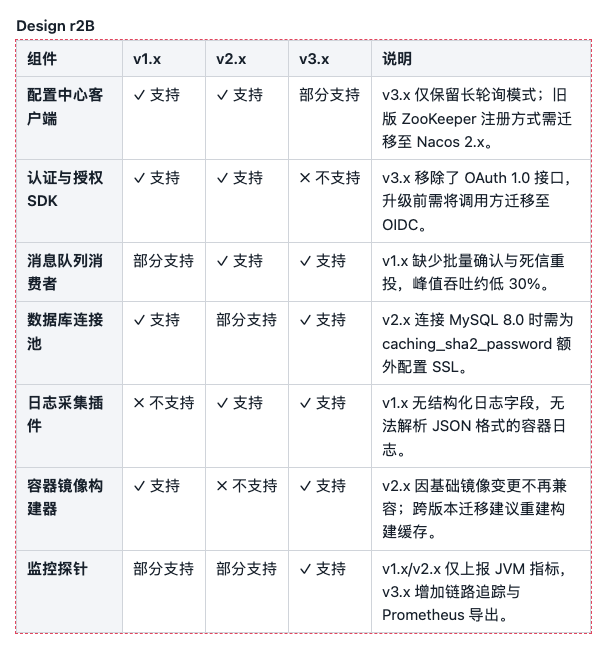 Design r2B
组件 v1.x v2.x v3.x 说明
配置中心客 ✓ 支持 ✓ 支持 部分支持 v3.x 仅保留长轮询模式；旧
户端 版 ZooKeeper 注册方式需迁
移至 Nacos 2.x。
认证与授权 ✓ 支持 ✓ 支持 ✕ 不支持 v3.x 移除了 OAuth 1.0 接口，
SDK 升级前需将调用方迁移至
OIDC。
消息队列消 部分支持 ✓ 支持 ✓ 支持 v1.x 缺少批量确认与死信重
费者 投，峰值吞吐约低 30%。
数据库连接 ✓ 支持 部分支持 ✓ 支持 v2.x 连接 MySQL 8.0 时需为
池 caching_sha2_password 额
外配置 SSL。
日志采集插 ✕ 不支持 ✓ 支持 ✓ 支持 v1.x 无结构化日志字段，无
件 法解析 JSON 格式的容器日
志。
容器镜像构 ✓ 支持 ✕ 不支持 ✓ 支持 v2.x 因基础镜像变更不再兼
建器 容；跨版本迁移建议重建构
建缓存。
监控探针 部分支持 部分支持 ✓ 支持 v1.x/v2.x 仅上报 JVM 指标，
v3.x 增加链路追踪与
Prometheus 导出。